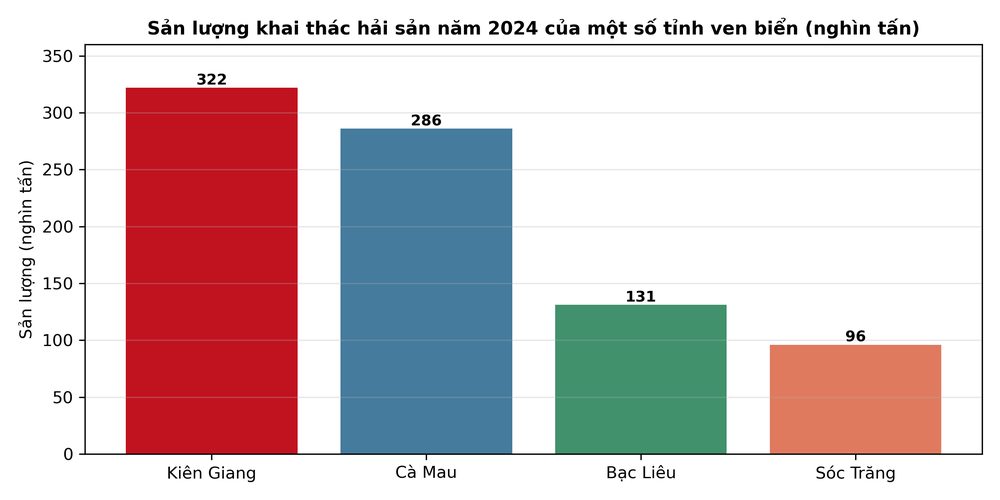 Sản lượng khai thác hải sản năm 2024 của một số tỉnh ven biển (nghìn tấn)
Sản lượng (nghìn tấn)
350
300
250
200
150
100
50
0
322
286
131
96
Kiên Giang
Cà Mau
Bạc Liêu
Sóc Trăng